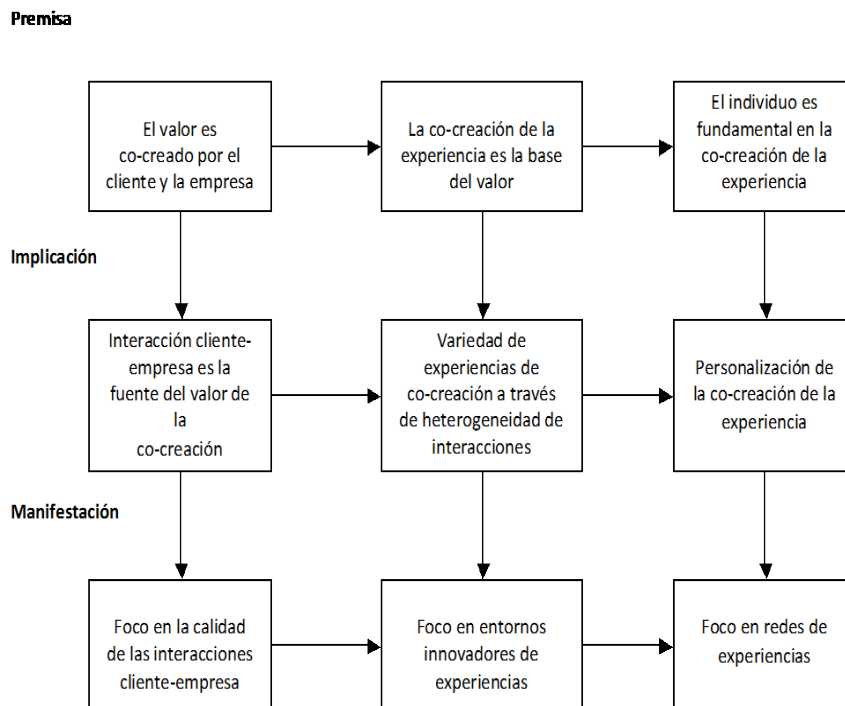 Premisa
El valor es
co-creado por el
cliente y la empresa
La co-creación de la
experiencia es la base
del valor
El individuo es
fundamental en la
co-creación de la
experiencia
Implicación
Interacción cliente-
empresa es la
fuente del valor de
la
co-creación
Variedad de
experiencias de
co-creación a través
de heterogeneidad de
interacciones
Personalización de
la co-creación de la
experiencia
Manifestación
Foco en la calidad
de las interacciones
cliente-empresa
Foco en entornos
innovadores de
experiencias
Foco en redes de
experiencias